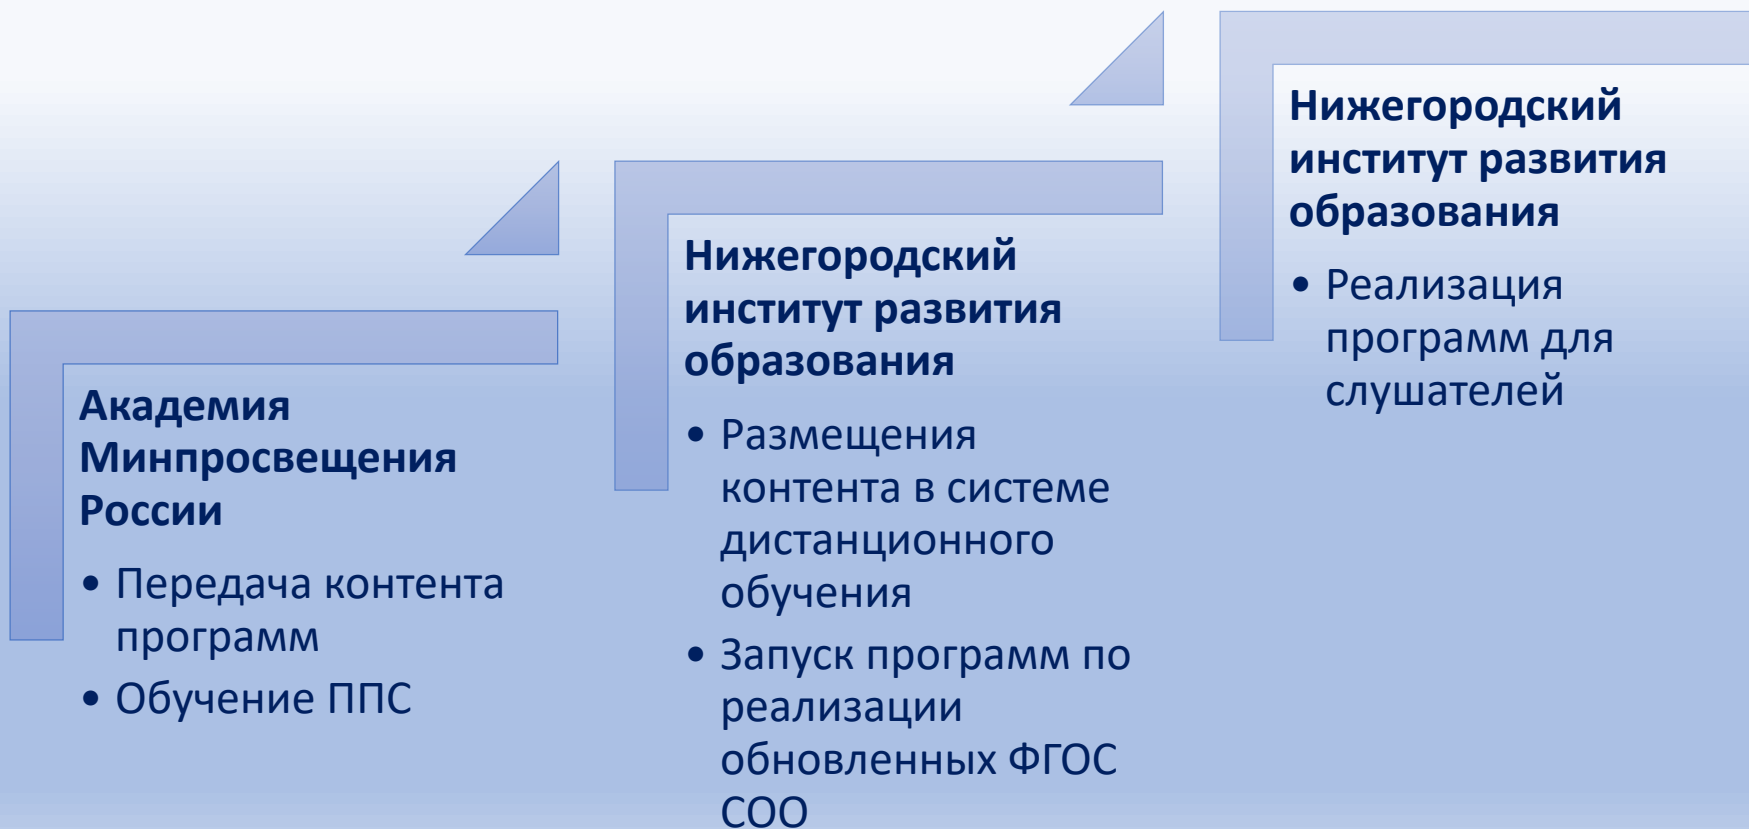 Академия
Минпросвещения
России
• Передача контента
программ
• Обучение ППС
Нижегородский
институт развития
образования
• Размещения
контента в системе
дистанционного
обучения
• Запуск программ по
реализации
обновленных ФГОС
СОО
Нижегородский
институт развития
образования
• Реализация
программ для
слушателей